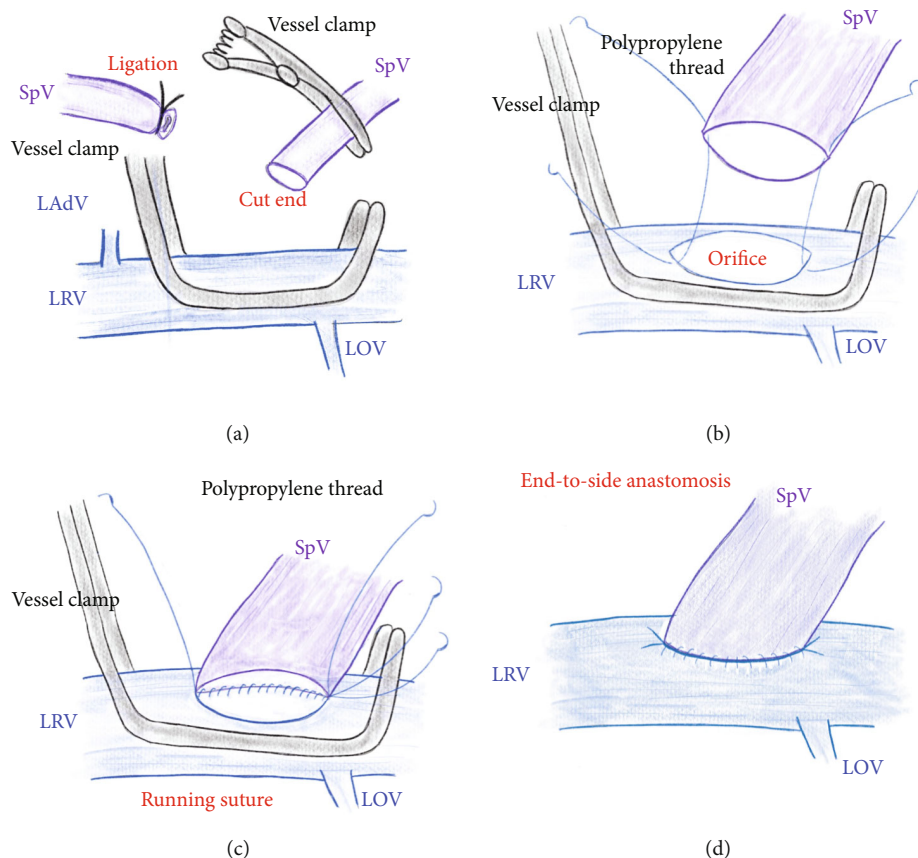 Vessel clamp
Ligation
SpV
SpV
Vessel clamp
Cut end
LAdV
LRV
LOV
(a)
SpV
Polypropylene
thread
Vessel clamp
Orifice
LRV
LOV
(b)
Polypropylene thread
SpV
Vessel clamp
LRV
Running suture
LOV
(c)
End-to-side anastomosis
SpV
LRV
LOV
(d)